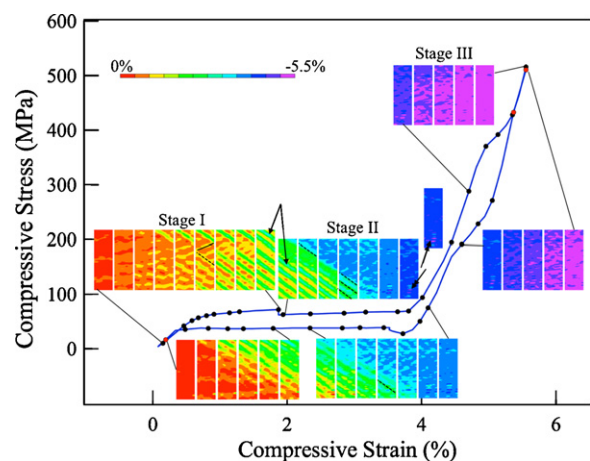 600
500
400
300
200
100
0
Compressive Stress (MPa)
0%
-5.5%
Stage III
Stage I
Stage II
0
2
4
6
Compressive Strain (%)